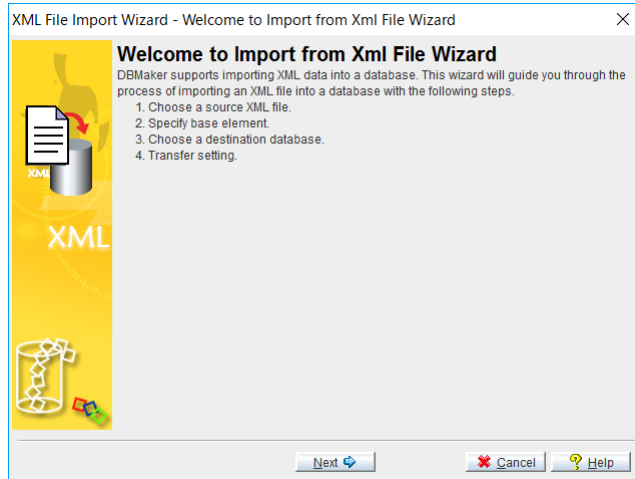 XML File Import Wizard - Welcome to Import from Xml File Wizard
Welcome to Import from Xml File Wizard
DBMaker supports importing XML data into a database. This wizard will guide you through the
process of importing an XML file into a database with the following steps.
1. Choose a source XML file.
2. Specify base element.
3. Choose a destination database.
4. Transfer setting.
XML
XML
Next
Cancel
Help